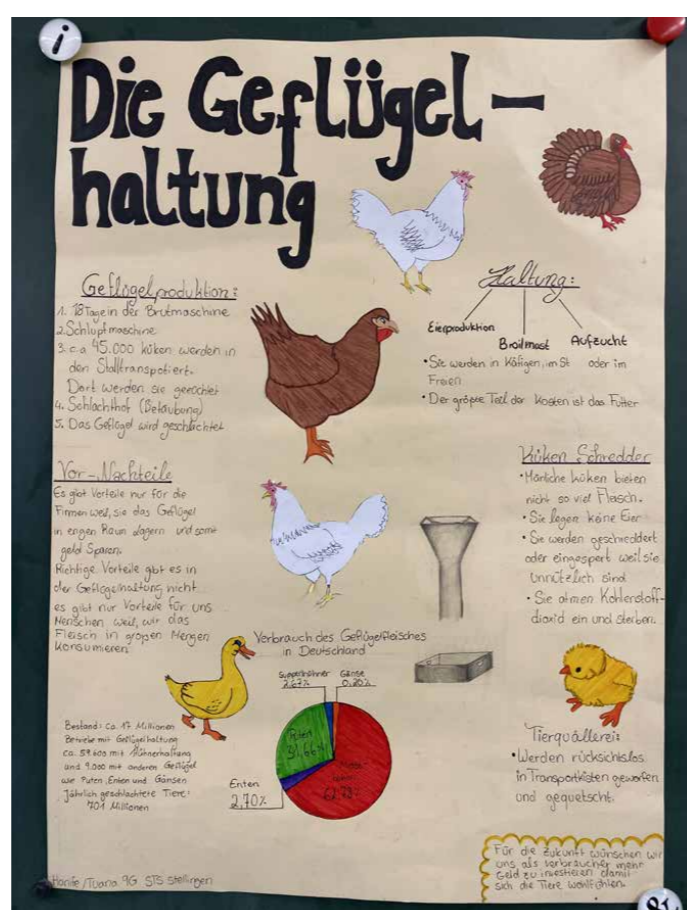 Die Geflügel-
haltung
Geflügelproduktion:
1. 18 Tage in der Brutmaschine
2. Schlupfmaschine
3. ca 45.000 küken werden in
den Stall transpotiert.
Dort werden sie gerüchtet
4. Schlachthof (Betäubung)
5. Das Geflügel wird geschlachtet
Haltung:
Eierproduktion
Broilmast
Aufzucht
• Sie werden in Käfigen, im St oder im
Freien
• Der größte Teil der Kosten ist das Futter
Vor-Nachteile
Es gibt Vorteile nur für die
Firmen weil, sie das Geflügel
in engen Raum lagern und somit
geld Sparen.
Richtige Vorteile gibt es in
der Geflügelhaltung nicht
es gibt nur Vorteile für uns
Menschen weil, wir das
Fleisch in großen Mengen
Konsumieren
Küken Schredder
• Männliche küken bieten
nicht so viel Fleisch.
• Sie legen keine Eier
• Sie werden geschreddert
oder eingespert weil sie
Unnützlich sind
• Sie atmen Kohlenstoff-
dioxid ein und sterben.
Verbrauch des Geflügelfleisches
in Deutschland
Suppenhühner
2,67%
Gänse
0,20%
Puten
31,66%
62,78%
Enten
2,70%
Bestand: ca. 17 Millionen
Betriebe mit Geflügelhaltung
ca. 59.600 mit Hühnerhaltung
und 9.000 mit anderen Geflügel
wie Puten, Enten und Gänsen
Jährlich geschlachtete Tiere:
701 Millionen
Tierquällerei:
• Werden rücksichtslos
in Transportkisten geworfen
und gequetscht.
Für die Zukunft wünschen wir
uns als verbraucher mehr
Geld zu investieren damit
sich die Tiere wohlfühlen.
Hanife/Tuana 9G STS Stellingen